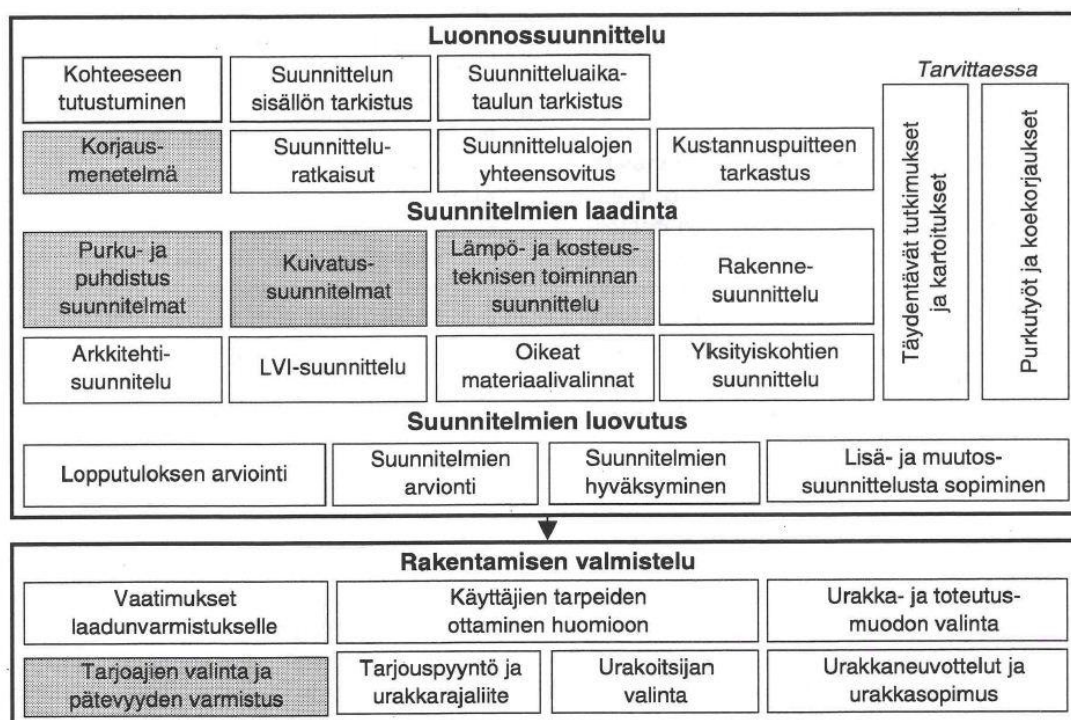 Luonnossuunnittelu
Kohteeseen
tutustuminen
Suunnittelun
sisällön tarkistus
Suunnitteluaika-
taulun tarkistus
Korjaus-
menetelmä
Suunnittelu-
ratkaisut
Suunnittelualojen
yhteensovitus
Kustannuspuitteen
tarkastus
Suunnitelmien laadinta
Purku- ja
puhdistus
suunnitelmat
Kuivatus-
suunnitelmat
Lämpö- ja kosteus-
teknisen toiminnan
suunnittelu
Rakenne-
suunnittelu
Arkkitehti-
suunnitelu
LVI-suunnittelu
Oikeat
materiaalivalinnat
Yksityiskohtien
suunnittelu
Tarvittaessa
Täydentävät tutkimukset
ja kartoitukset
Purkutyöt ja koekorjaukset
Suunnitelmien luovutus
Lopputuloksen arviointi
Suunnitelmien
arvionti
Suunnitelmien
hyväksyminen
Lisä- ja muutos-
suunnittelusta sopiminen
Rakentamisen valmistelu
Vaatimukset
laadunvarmistukselle
Käyttäjien tarpeiden
ottaminen huomioon
Urakka- ja toteutus-
muodon valinta
Tarjoajien valinta ja
pätevyyden varmistus
Tarjouspyyntö ja
urakkarajaliite
Urakoitsijan
valinta
Urakkaneuvottelut ja
urakkasopimus